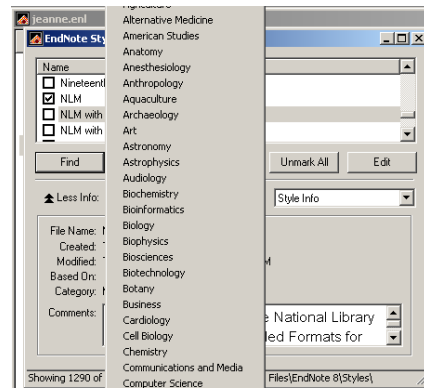 jeanne.enl
Agriculture
Alternative Medicine
EndNote Sty
American Studies
Anatomy
Name
Anesthesiology
Nineteenth
Anthropology
NLM
Aquaculture
NLM with
Archaeology
NLM with
Art
Astronomy
Find
Astrophysics
Unmark All
Edit
Audiology
Less Info:
Biochemistry
Style Info
Bioinformatics
Biology
File Name: N
Biophysics
Created:
Biosciences
Modified:
M
Based On:
Biotechnology
Category:
Botany
Business
Comments:
e National Library
Cardiology
Cell Biology
ed Formats for
Chemistry
Communications and Media
Showing 1290 of
Files\EndNote 8\Styles\
Computer Science